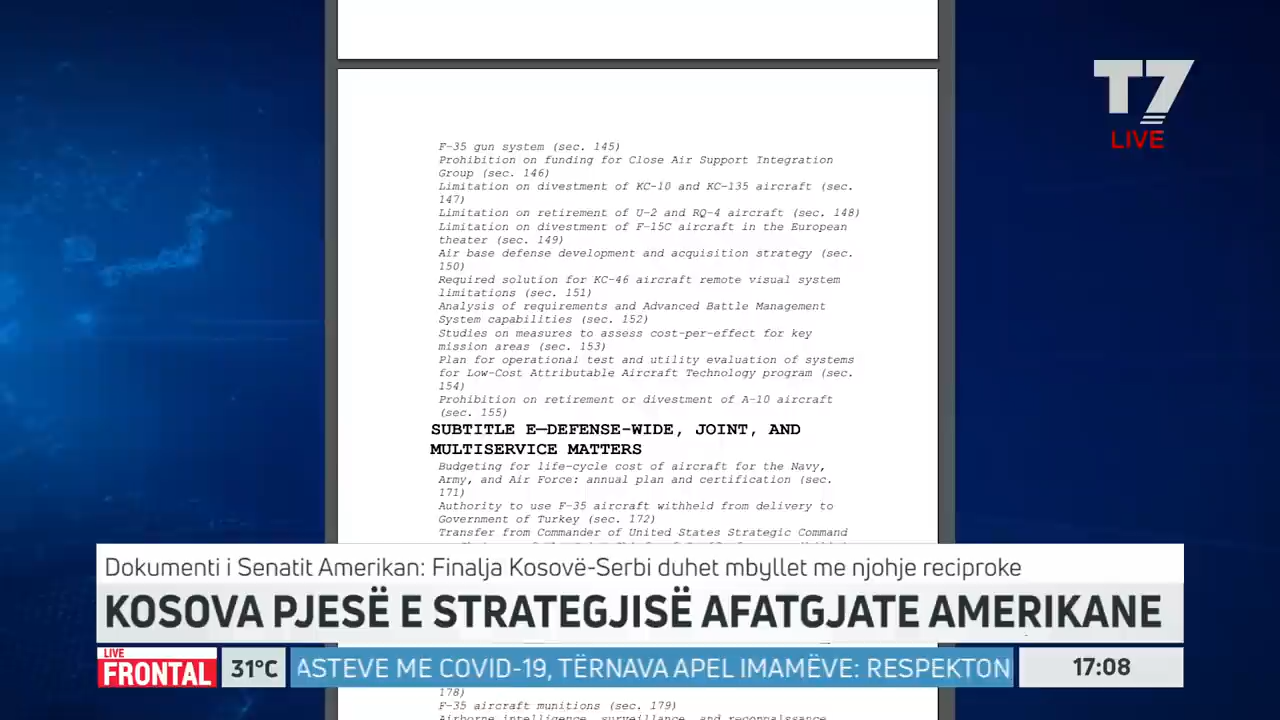 T7
LIVE
F-35 gun system (sec. 145)
Prohibition on funding for Close Air Support Integration
Group (sec. 146)
Limitation on divestment of KC-10 and KC-135 aircraft (sec.
147)
Limitation on retirement of U-2 and RQ-4 aircraft (sec. 148)
Limitation on divestment of F-15C aircraft in the European
theater (sec. 149)
Air base defense development and acquisition strategy (sec.
150)
Required solution for KC-46 aircraft remote visual system
limitations (sec. 151)
Analysis of requirements and Advanced Battle Management
System capabilities (sec. 152)
Studies on measures to assess cost-per-effect for key
mission areas (sec. 153)
Plan for operational test and utility evaluation of systems
for Low-Cost Attributable Aircraft Technology program (sec.
154)
Prohibition on retirement or divestment of A-10 aircraft
(sec. 155)
SUBTITLE E—DEFENSE-WIDE, JOINT, AND
MULTISERVICE MATTERS
Budgeting for life-cycle cost of aircraft for the Navy,
Army, and Air Force: annual plan and certification (sec.
171)
Authority to use F-35 aircraft withheld from delivery to
Government of Turkey (sec. 172)
Transfer from Commander of United States Strategic Command
Dokumenti i Senatit Amerikan: Finalja Kosovë-Serbi duhet mbyllet me njohje reciproke
KOSOVA PJESË E STRATEGJISË AFATGJATE AMERIKANE
LIVE
FRONTAL
31°C
ASTEVE ME COVID-19, TËRNAVA APEL IMAMËVE: RESPEKTON
17:08
178)
F-35 aircraft munitions (sec. 179)
Airborne intelligence, surveillance, and reconnaissance